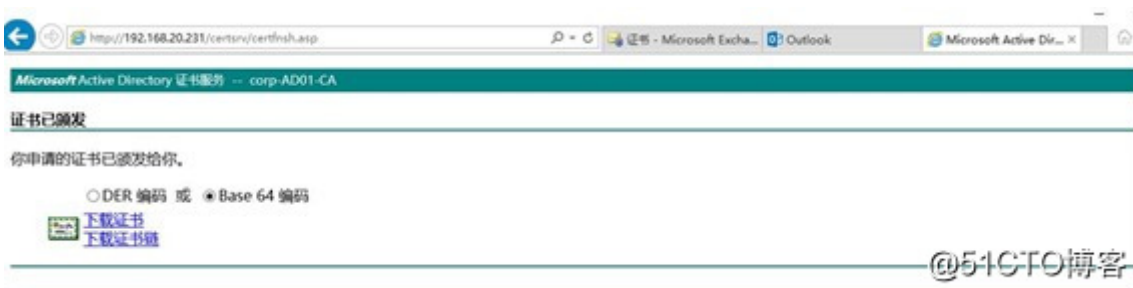 http://192.168.20.231/certsrv/certfnsh.asp
证书 - Microsoft Excha...
Outlook
Microsoft Active Dir...
Microsoft Active Directory 证书服务 -- corp-AD01-CA
证书已颁发
你申请的证书已颁发给你。
DER 编码 或 Base 64 编码
下载证书
下载证书链
@51CTO博客